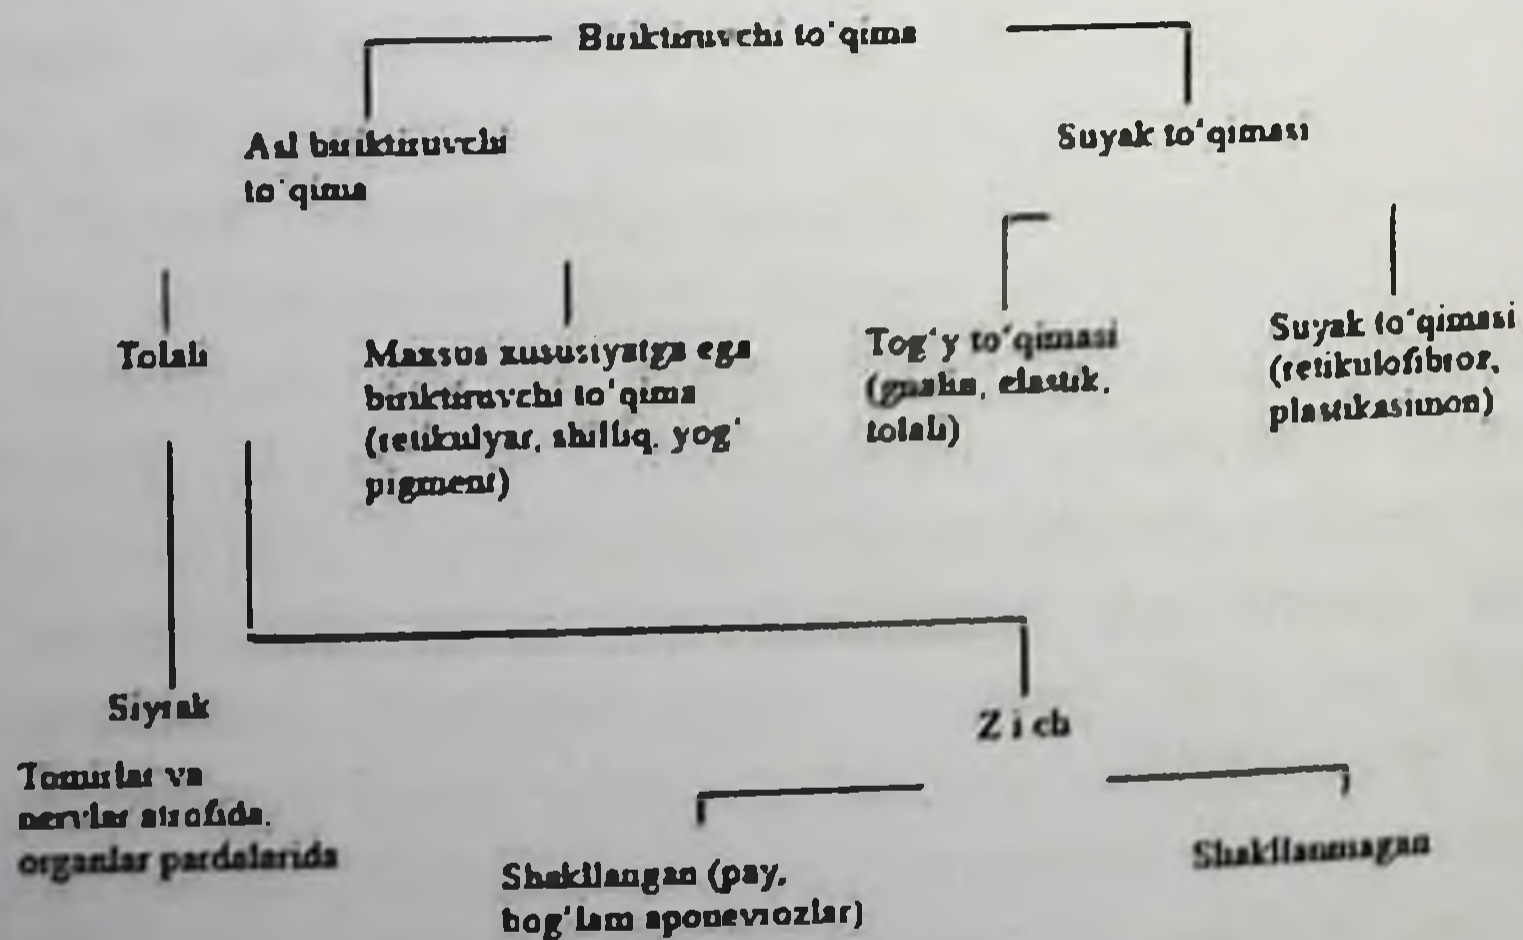 Biriktiruvchi to'qima
Asl biriktiruvchi
to'qima
Suyak to'qimasi
Tolali
Maxsus xususiyatga ega
biriktiruvchi to'qima
(retikulyar, shilliq, yog'
pigment)
Tog'y to'qimasi
(gialin, elastik,
tolali)
Suyak to'qimasi
(retikulofibroz,
plastikasimon)
Siyrak
Zich
Tomirlar va
nervlar atrofida,
organlar pardalarida
Shakllangan (pay,
bog'lam aponevrozlar)
Shakllanmagan